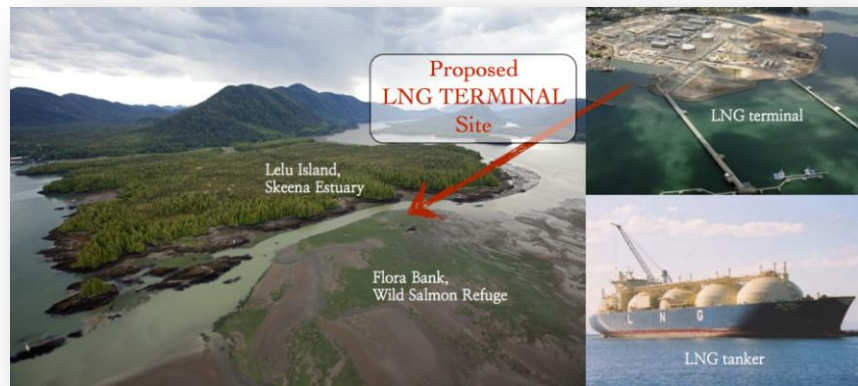 Proposed
LNG TERMINAL
Site
Lelu Island,
Skeena Estuary
Flora Bank,
Wild Salmon Refuge
LNG terminal
L N G
LNG tanker